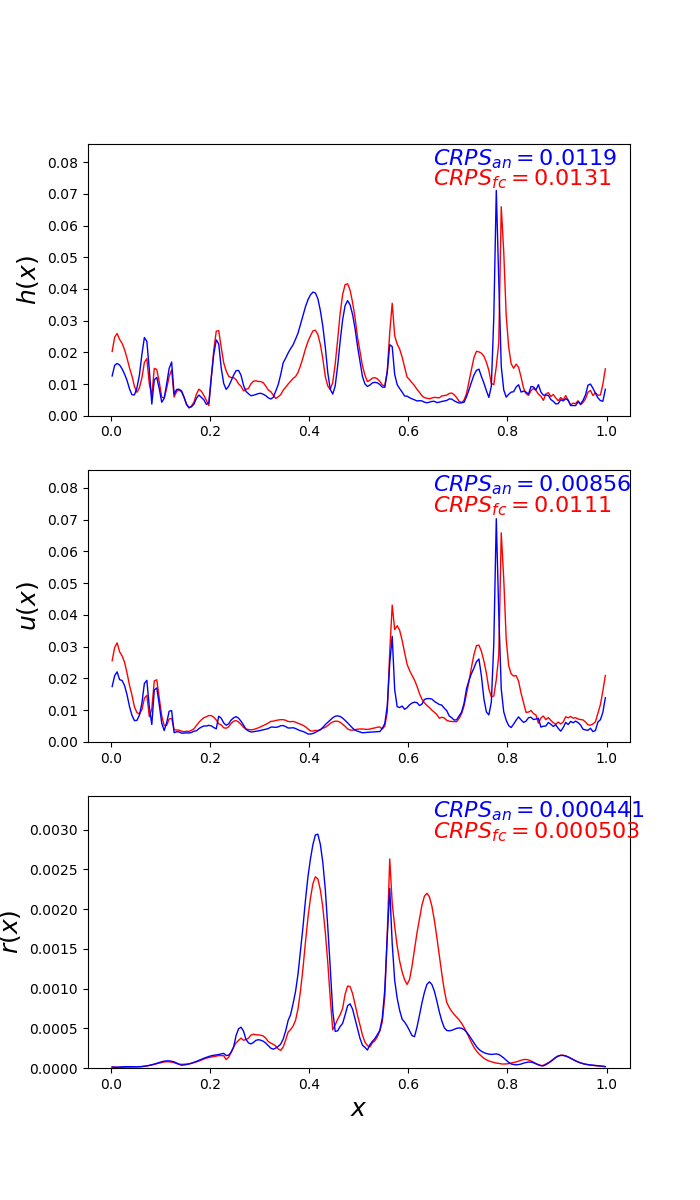 CRPS_an = 0.0119
CRPS_fc = 0.0131
0.08
0.07
0.06
0.05
0.04
0.03
0.02
0.01
0.00
h(x)
0.0 0.2 0.4 0.6 0.8 1.0
CRPS_an = 0.00856
CRPS_fc = 0.0111
0.08
0.07
0.06
0.05
0.04
0.03
0.02
0.01
0.00
u(x)
0.0 0.2 0.4 0.6 0.8 1.0
CRPS_an = 0.000441
CRPS_fc = 0.000503
0.0030
0.0025
0.0020
0.0015
0.0010
0.0005
0.0000
r(x)
0.0 0.2 0.4 0.6 0.8 1.0
x